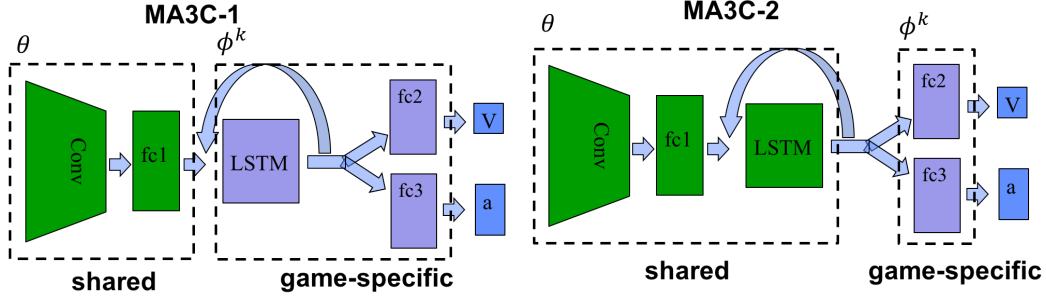 MA3C-1
θ
ϕ^k
Conv
fc1
LSTM
fc2
fc3
V
a
shared
game-specific
MA3C-2
θ
ϕ^k
Conv
fc1
LSTM
fc2
fc3
V
a
shared
game-specific